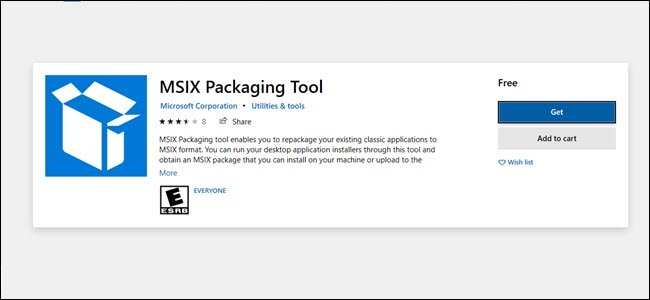 MSIX Packaging Tool
Microsoft Corporation • Utilities & tools
8 Share
MSIX Packaging tool enables you to repackage your existing classic applications to
MSIX format. You can run your desktop application installers through this tool and
obtain an MSIX package that you can install on your machine or upload to the
More
E
ESRB
EVERYONE
Free
Get
Add to cart
Wish list